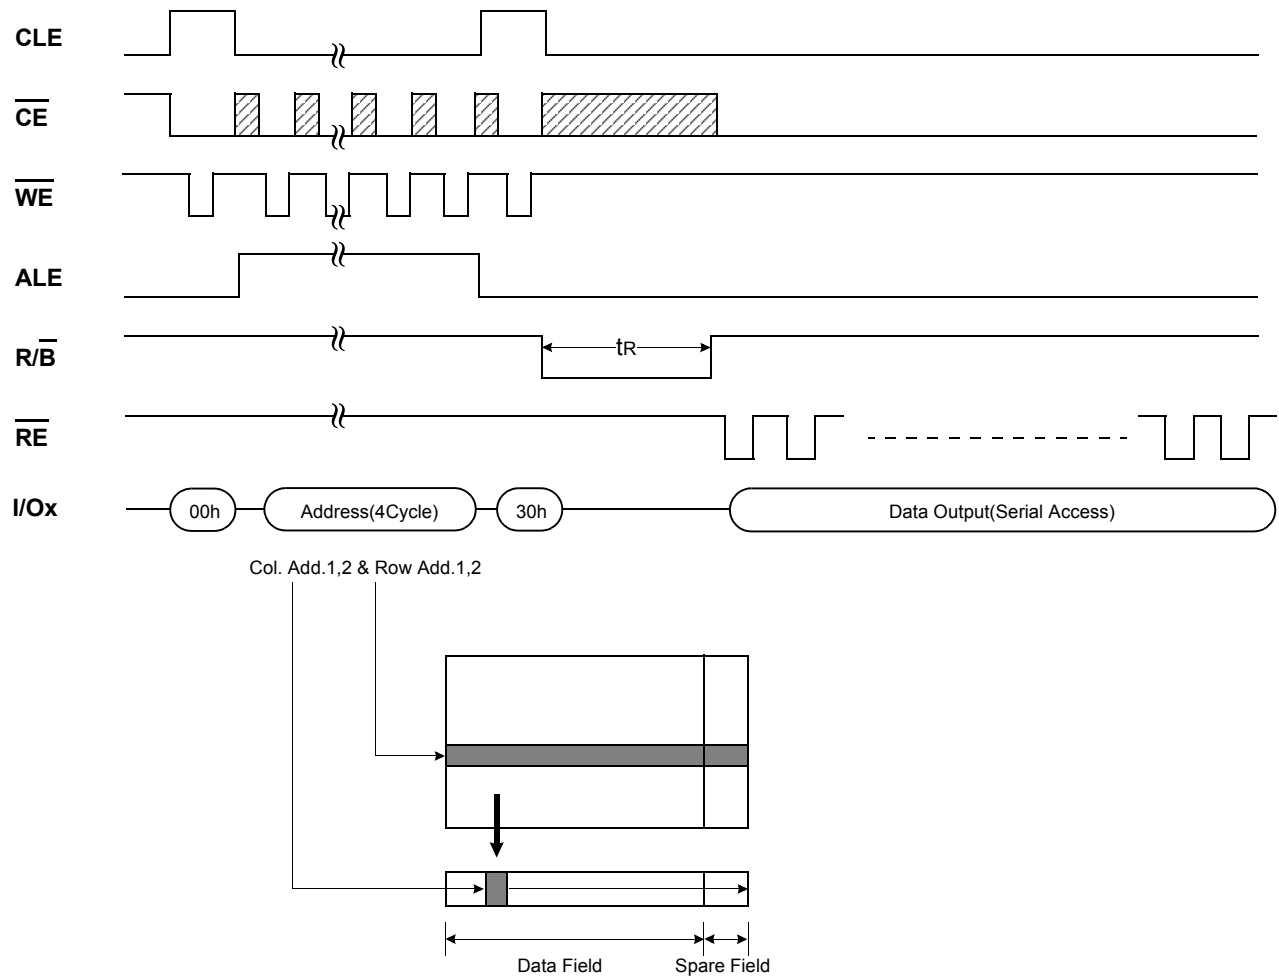 CLE
CE
WE
ALE
R/B
tR
RE
I/Ox
00h
Address(4Cycle)
30h
Data Output(Serial Access)
Col. Add.1,2 & Row Add.1,2
Data Field
Spare Field